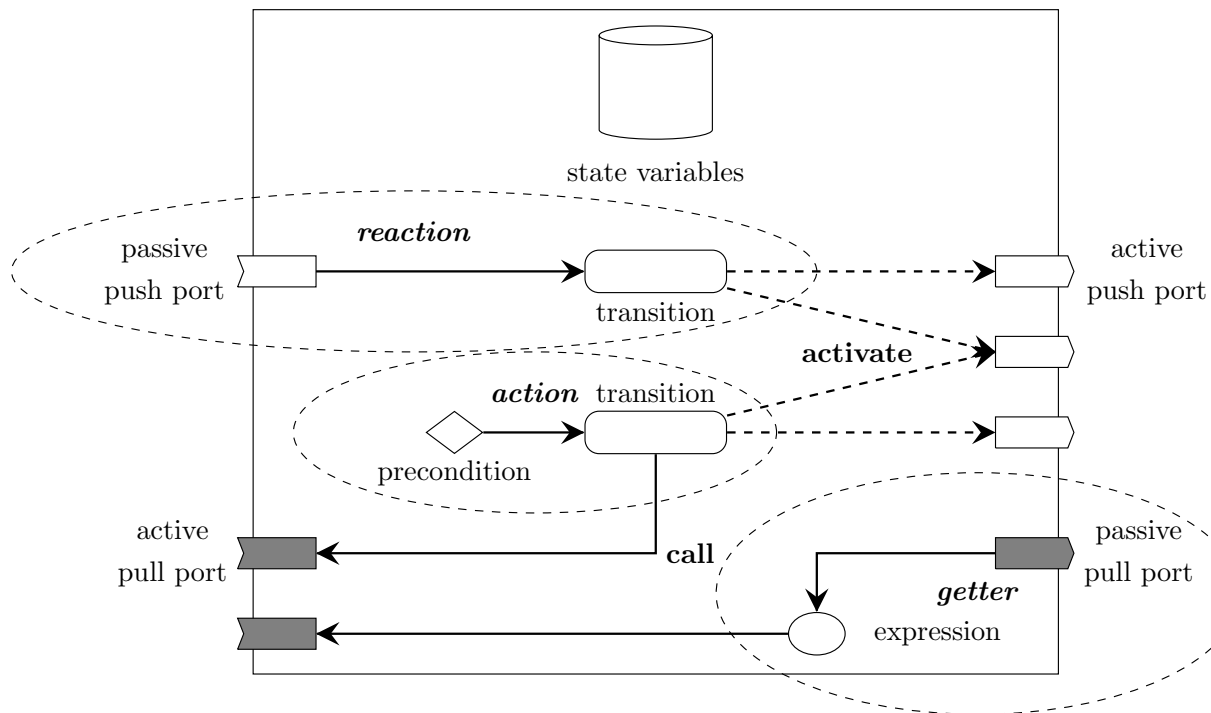 state variables
reaction
passive
push port
transition
active
push port
activate
action
transition
precondition
active
pull port
call
passive
pull port
getter
expression